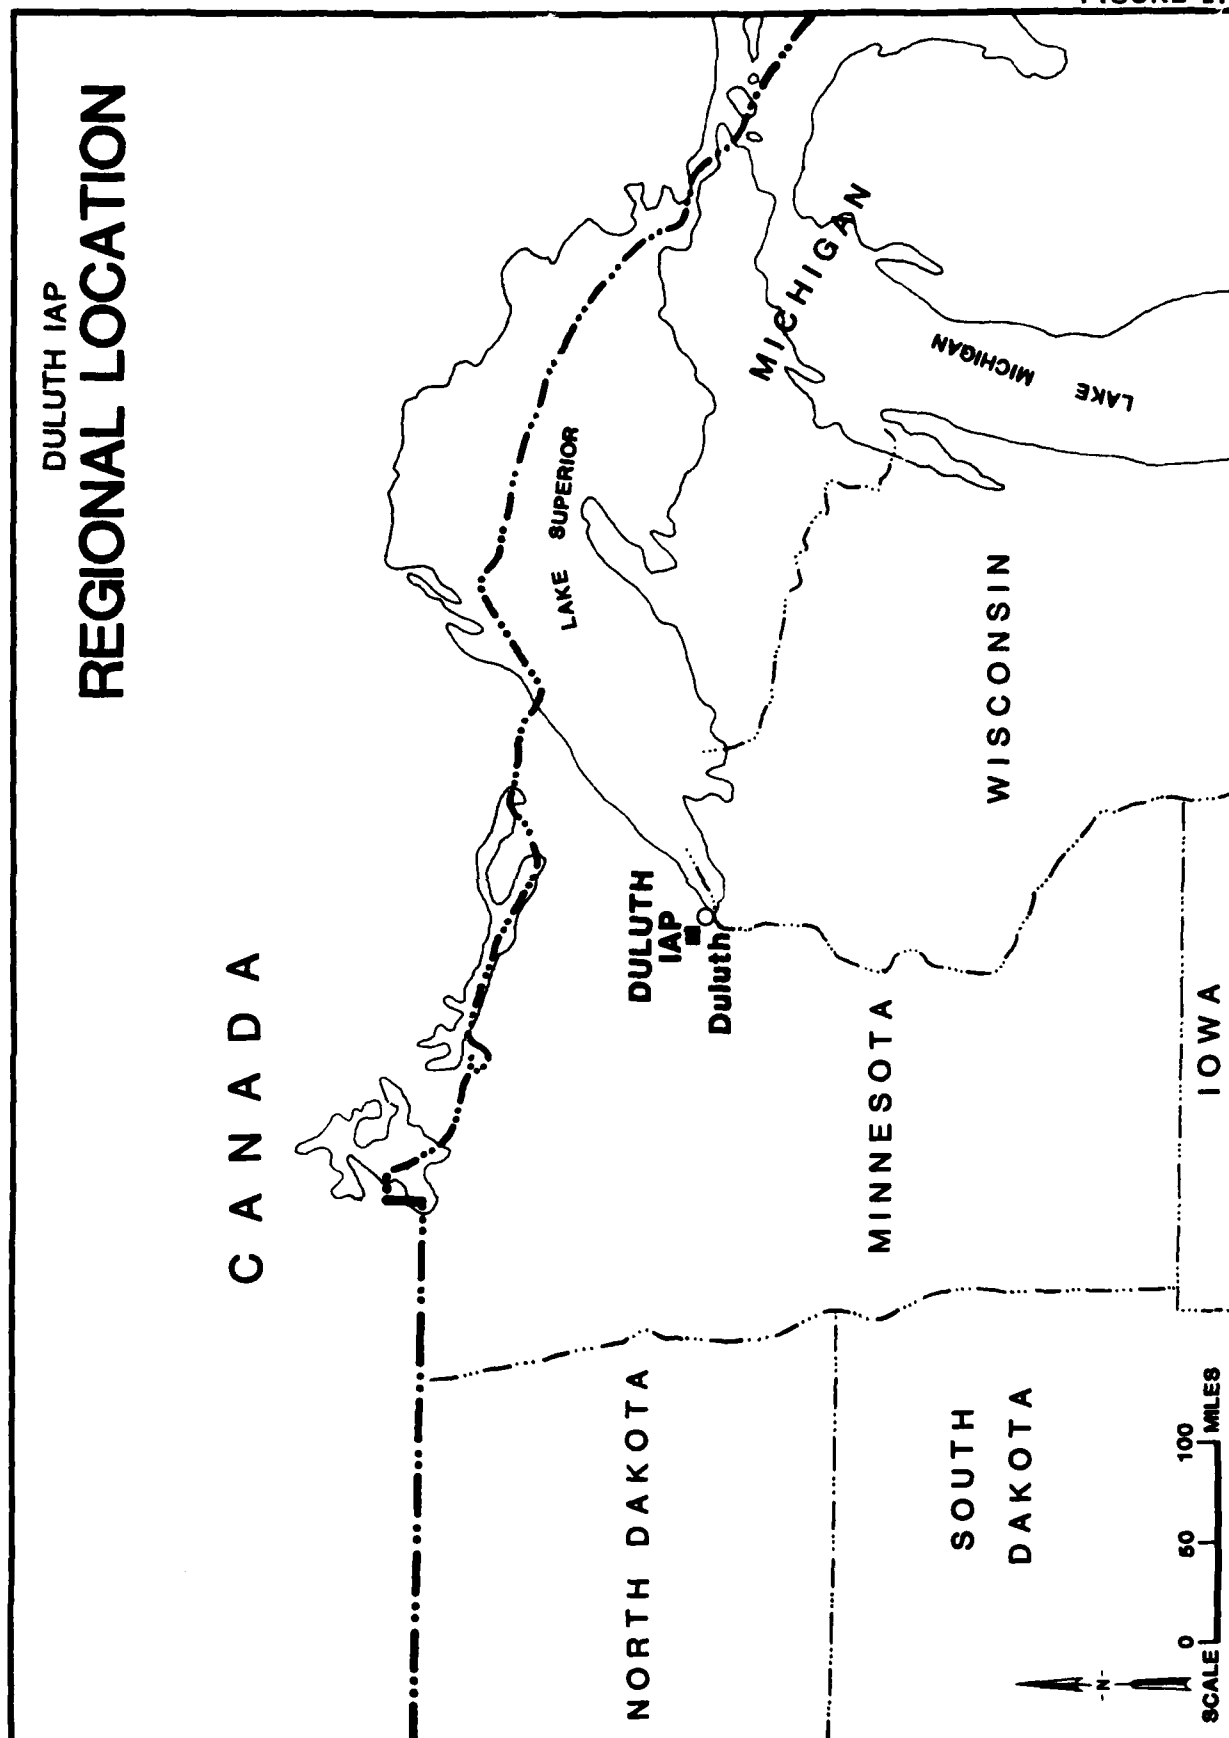 DULUTH IAP
REGIONAL LOCATION
CANADA
LAKE SUPERIOR
MICHIGAN
LAKE MICHIGAN
DULUTH
IAP
Duluth
WISCONSIN
MINNESOTA
IOWA
NORTH DAKOTA
SOUTH
DAKOTA
-N-
0 50 100
SCALE MILES